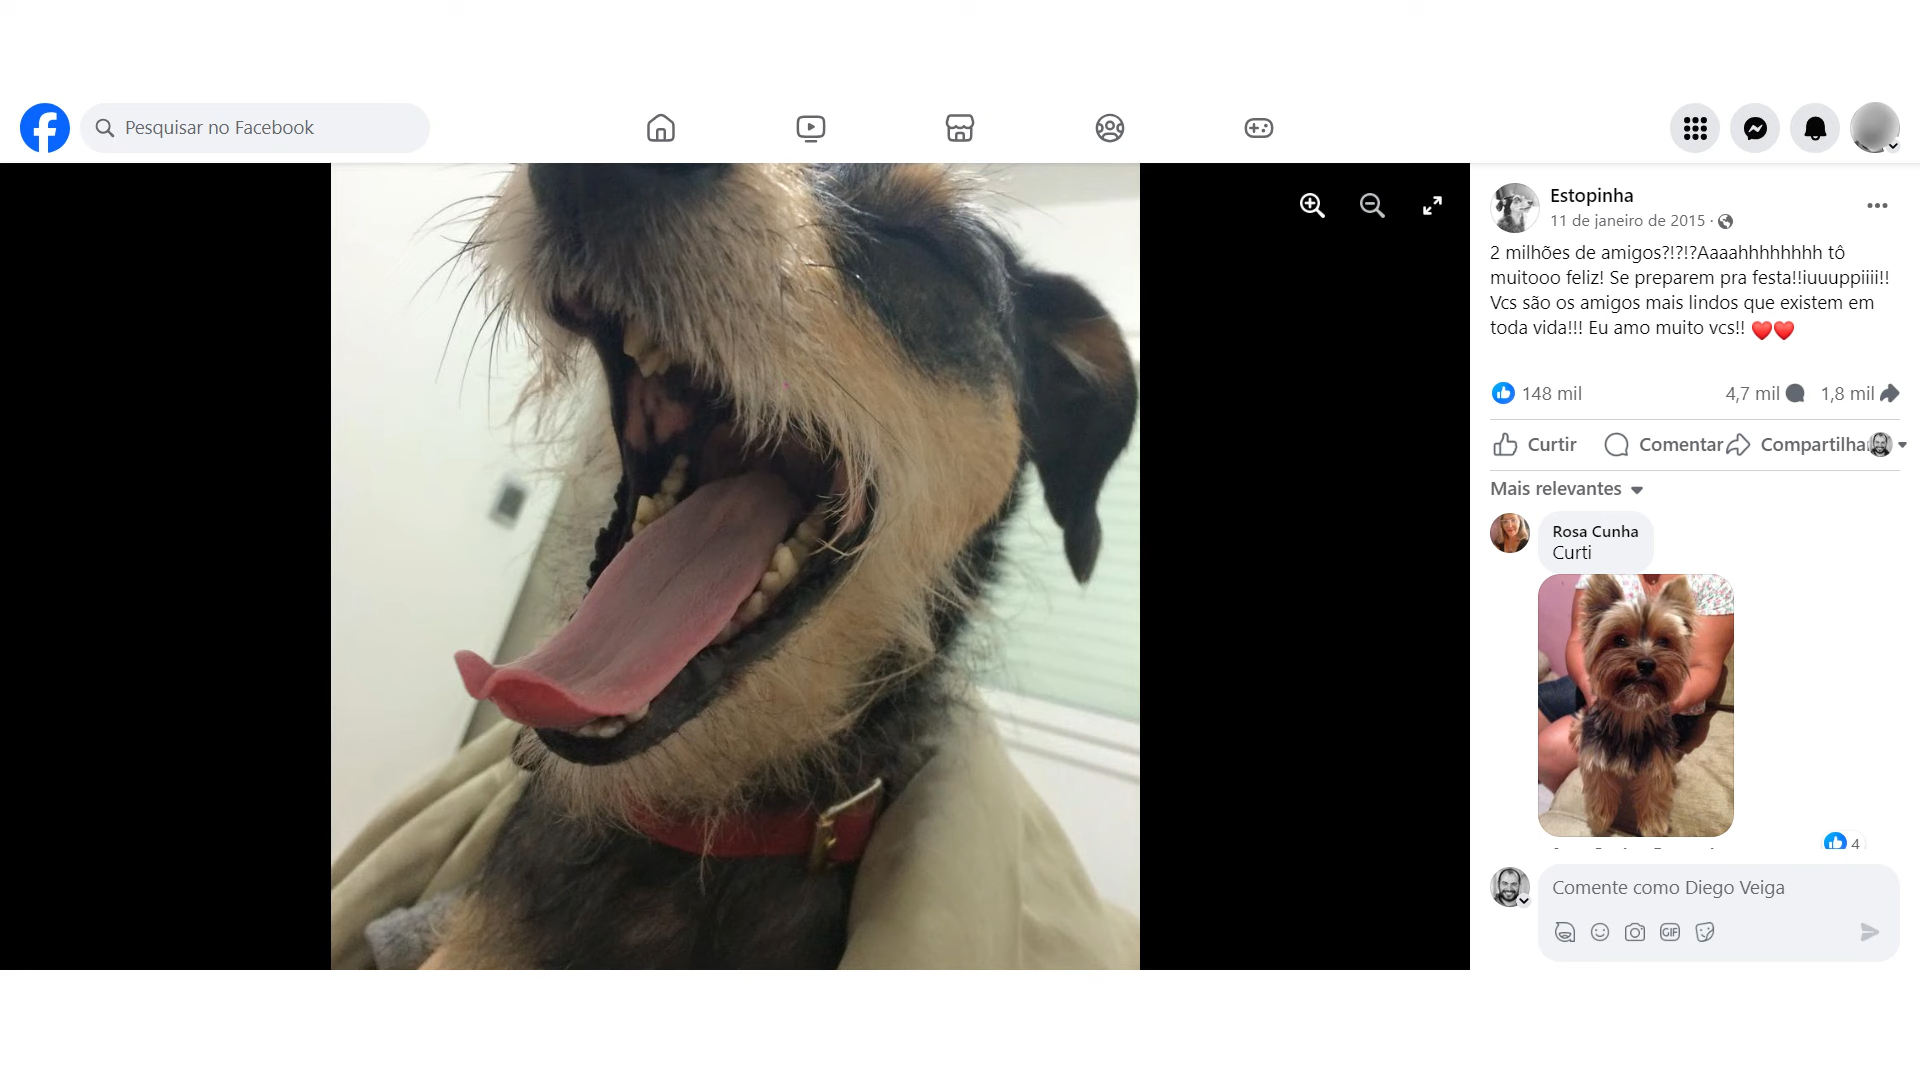 Pesquisar no Facebook
Estopinha
11 de janeiro de 2015 ·
2 milhões de amigos?!?!?Aaaahhhhhhhh tô
muitooo feliz! Se preparem pra festa!!iuuuppiiii!!
Vcs são os amigos mais lindos que existem em
toda vida!!! Eu amo muito vcs!! ♥️♥️
148 mil
4,7 mil
1,8 mil
Curtir
Comentar
Compartilha
Mais relevantes
Rosa Cunha
Curti
4
Comente como Diego Veiga
GIF